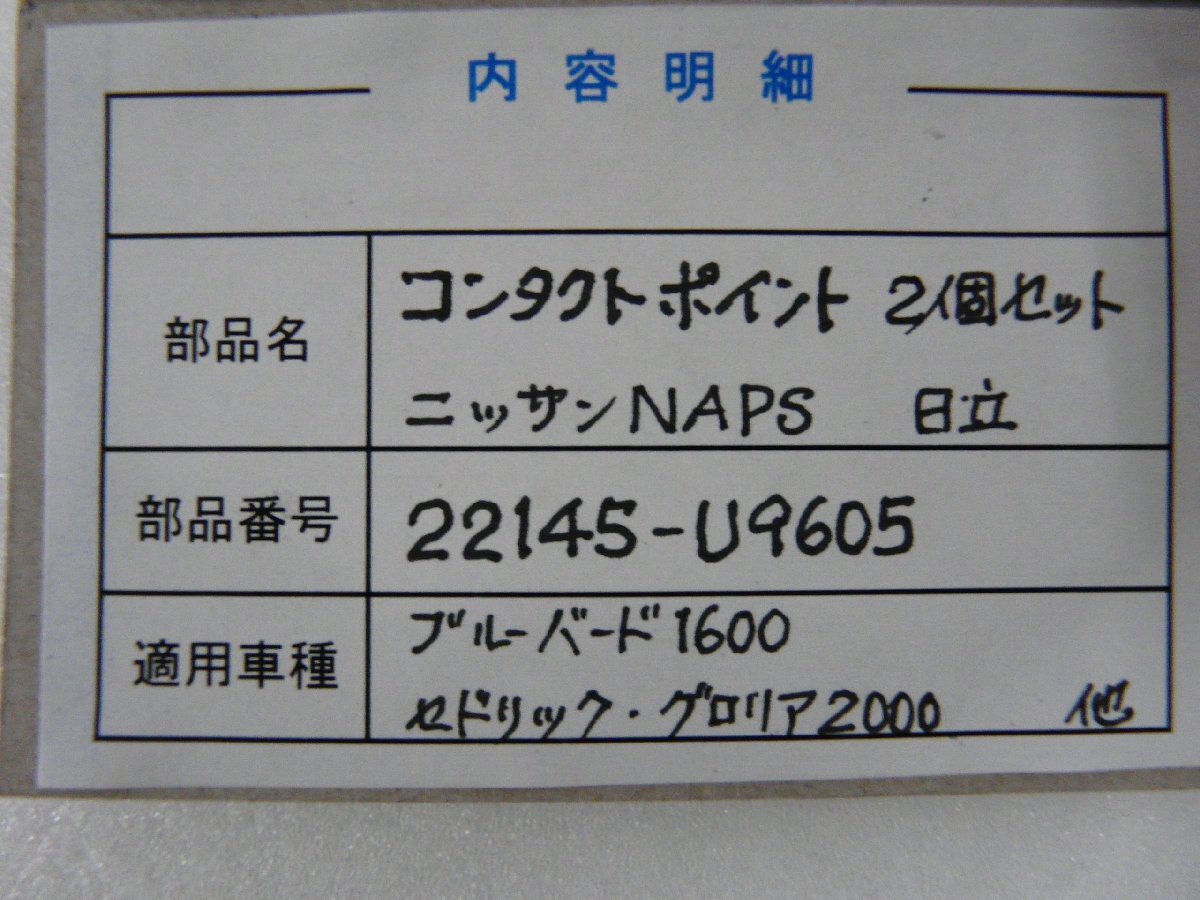 内容明細
部品名
コンタクトポイント 2個セット
ニッサンNAPS 日立
部品番号
22145-U9605
適用車種
ブルーバード1600
セドリック・グロリア2000 他